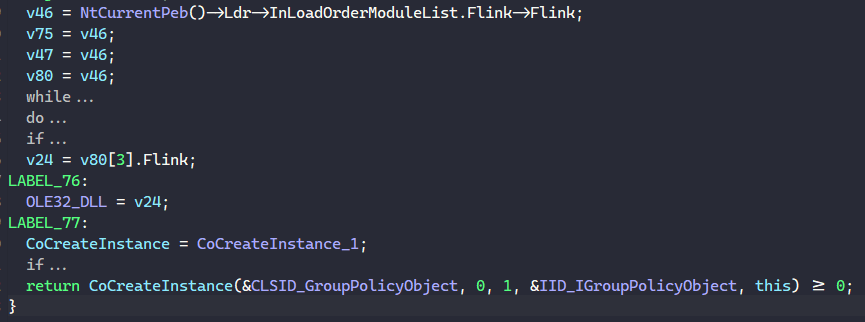 v46 = NtCurrentPeb()→Ldr→InLoadOrderModuleList.Flink→Flink;
v75 = v46;
v47 = v46;
v80 = v46;
while ...
do ...
if ...
v24 = v80[3].Flink;
LABEL_76:
OLE32_DLL = v24;
LABEL_77:
CoCreateInstance = CoCreateInstance_1;
if ...
return CoCreateInstance(&CLSID_GroupPolicyObject, 0, 1, &IID_IGroupPolicyObject, this) ≥ 0;
}